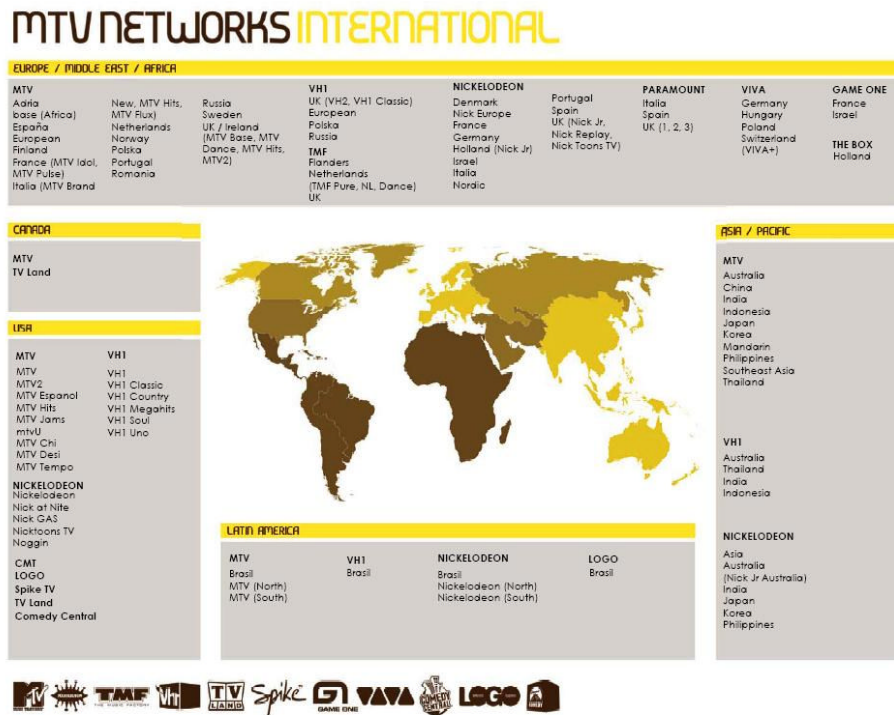 MTV NETWORKS INTERNATIONAL
EUROPE / MIDDLE EAST / AFRICA
MTV
Adria
base (Africa)
España
European
Finland
France (MTV Idol,
MTV Pulse)
Italia (MTV Brand
New, MTV Hits,
MTV Flux)
Netherlands
Norway
Polska
Portugal
Romania
Russia
Sweden
UK / Ireland
(MTV Base, MTV
Dance, MTV Hits,
MTV2)
VH1
UK (VH2, VH1 Classic)
European
Polska
Russia
TMF
Flanders
Netherlands
(TMF Pure, NL, Dance)
UK
NICKELODEON
Denmark
Nick Europe
France
Germany
Holland (Nick Jr)
Israel
Italia
Nordic
Portugal
Spain
UK (Nick Jr,
Nick Replay,
Nick Toons TV)
PARAMOUNT
Italia
Spain
UK (1, 2, 3)
VIVA
Germany
Hungary
Poland
Switzerland
(VIVA+)
GAME ONE
France
Israel
THE BOX
Holland
CANADA
MTV
TV Land
USA
MTV
MTV
MTV2
MTV Espanol
MTV Hits
MTV Jams
mtvU
MTV Chi
MTV Desi
MTV Tempo
VH1
VH1
VH1 Classic
VH1 Country
VH1 Megahits
VH1 Soul
VH1 Uno
NICKELODEON
Nickelodeon
Nick at Nite
Nick GAS
Nicktoons TV
Noggin
CMT
LOGO
Spike TV
TV Land
Comedy Central
LATIN AMERICA
MTV
Brasil
MTV (North)
MTV (South)
VH1
Brasil
NICKELODEON
Brasil
Nickelodeon (North)
Nickelodeon (South)
LOGO
Brasil
ASIA / PACIFIC
MTV
Australia
China
India
Indonesia
Japan
Korea
Mandarin
Philippines
Southeast Asia
Thailand
VH1
Australia
Thailand
India
Indonesia
NICKELODEON
Asia
Australia
(Nick Jr Australia)
India
Japan
Korea
Philippines
MTV
TMF
THE MUSIC FACTORY
VH1
TV LAND
Spike
GAME ONE
VIVA
COMEDY CENTRAL
LOGO